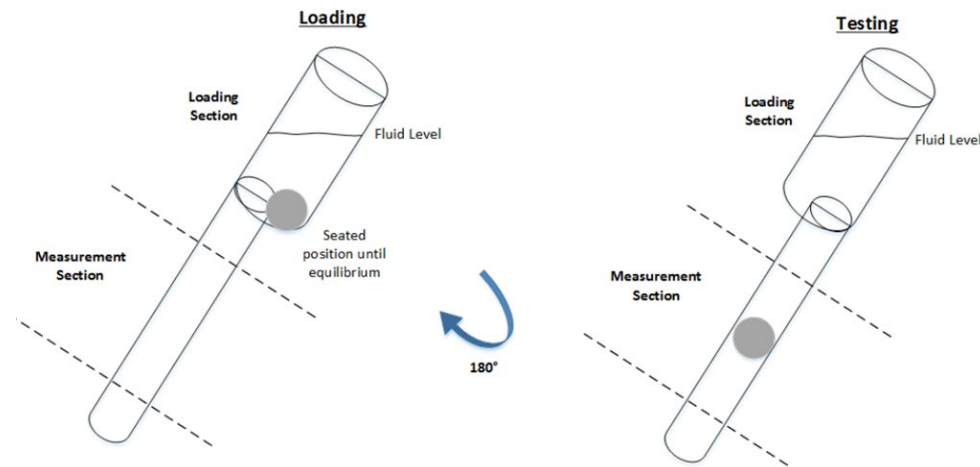 Loading
Loading
Section
Fluid Level
Seated
position until
equilibrium
Measurement
Section
180°
Testing
Loading
Section
Fluid Level
Measurement
Section